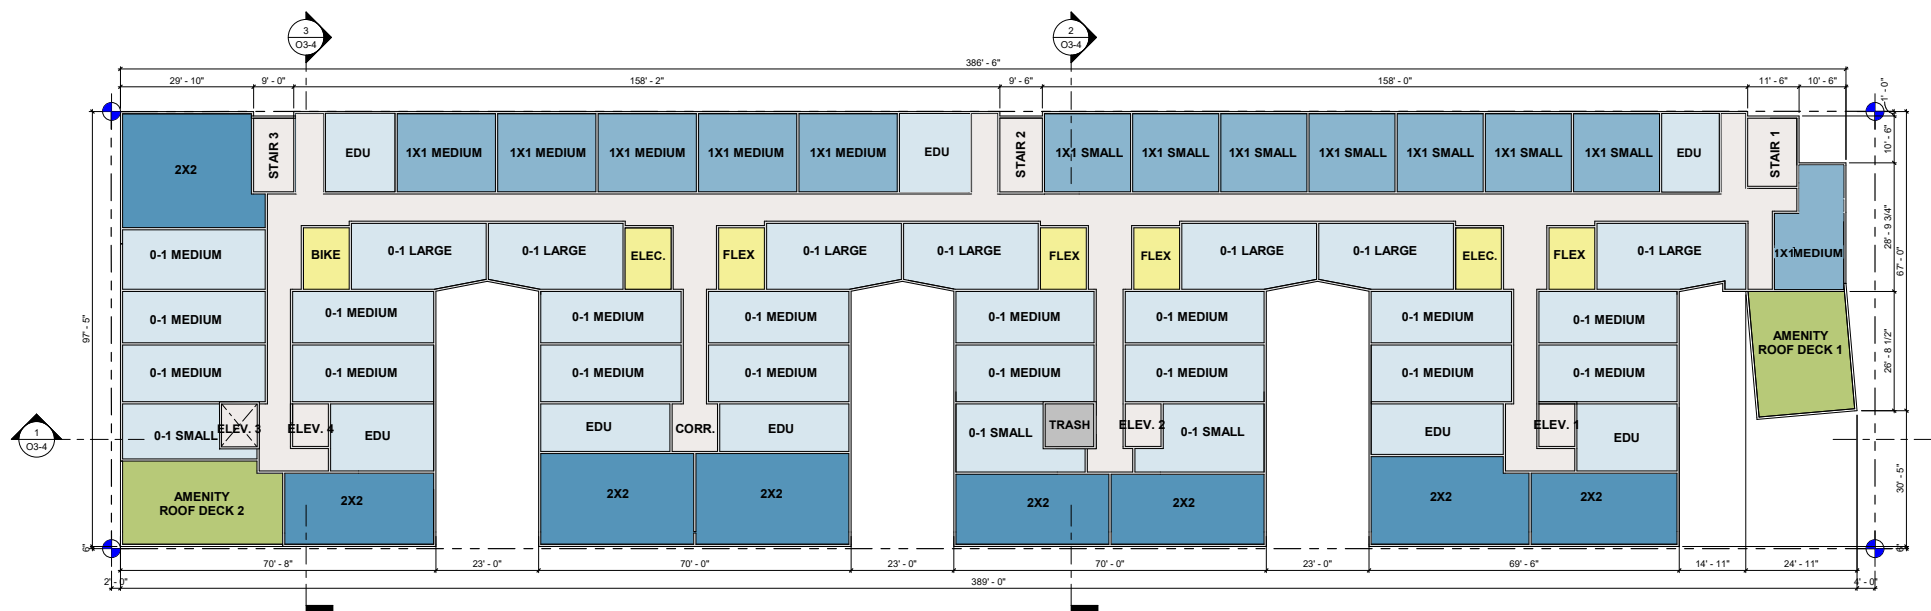 3
O3-4
2
O3-4
386' - 6"
29' - 10"
9' - 0"
158' - 2"
9' - 6"
158' - 0"
11' - 6"
10' - 6"
1' - 0"
2X2
STAIR 3
EDU
1X1 MEDIUM
1X1 MEDIUM
1X1 MEDIUM
1X1 MEDIUM
1X1 MEDIUM
EDU
STAIR 2
1X1 SMALL
1X1 SMALL
1X1 SMALL
1X1 SMALL
1X1 SMALL
1X1 SMALL
1X1 SMALL
EDU
STAIR 1
10' - 6"
0-1 MEDIUM
BIKE
0-1 LARGE
0-1 LARGE
ELEC.
FLEX
0-1 LARGE
0-1 LARGE
FLEX
FLEX
0-1 LARGE
0-1 LARGE
ELEC.
FLEX
0-1 LARGE
1X1MEDIUM
28' - 9 3/4"
67' - 0"
97' - 5"
0-1 MEDIUM
0-1 MEDIUM
0-1 MEDIUM
0-1 MEDIUM
0-1 MEDIUM
0-1 MEDIUM
0-1 MEDIUM
0-1 MEDIUM
AMENITY
ROOF DECK 1
26' - 8 1/2"
0-1 MEDIUM
0-1 MEDIUM
0-1 MEDIUM
0-1 MEDIUM
0-1 MEDIUM
0-1 MEDIUM
0-1 MEDIUM
0-1 MEDIUM
1
O3-4
0-1 SMALL
ELEV. 3
ELEV. 4
EDU
EDU
CORR.
EDU
0-1 SMALL
TRASH
ELEV. 2
0-1 SMALL
EDU
ELEV. 1
EDU
30' - 5"
AMENITY
ROOF DECK 2
2X2
2X2
2X2
2X2
2X2
2X2
2X2
6"
6"
70' - 8"
23' - 0"
70' - 0"
23' - 0"
70' - 0"
23' - 0"
69' - 6"
14' - 11"
24' - 11"
2' - 0"
389' - 0"
4' - 0"